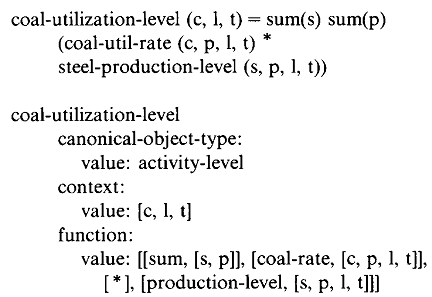 coal-utilization-level (c, l, t) = sum(s) sum(p)
(coal-util-rate (c, p, l, t) *
steel-production-level (s, p, l, t))
coal-utilization-level
canonical-object-type:
value: activity-level
context:
value: [c, l, t]
function:
value: [[sum, [s, p]], [coal-rate, [c, p, l, t]],
[*], [production-level, [s, p, l, t]]]